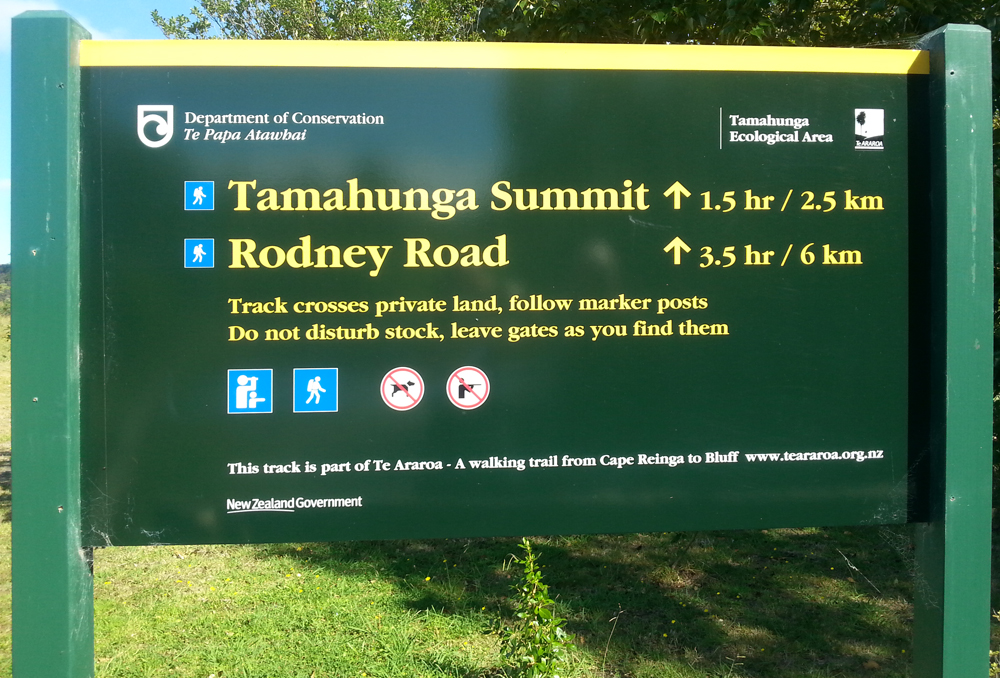 Department of Conservation
Te Papa Atawhai
Tamahunga
Ecological Area
Te ARAROA
Tamahunga Summit ↑ 1.5 hr / 2.5 km
Rodney Road ↑ 3.5 hr / 6 km
Track crosses private land, follow marker posts
Do not disturb stock, leave gates as you find them
This track is part of Te Araroa - A walking trail from Cape Reinga to Bluff www.teararoa.org.nz
New Zealand Government